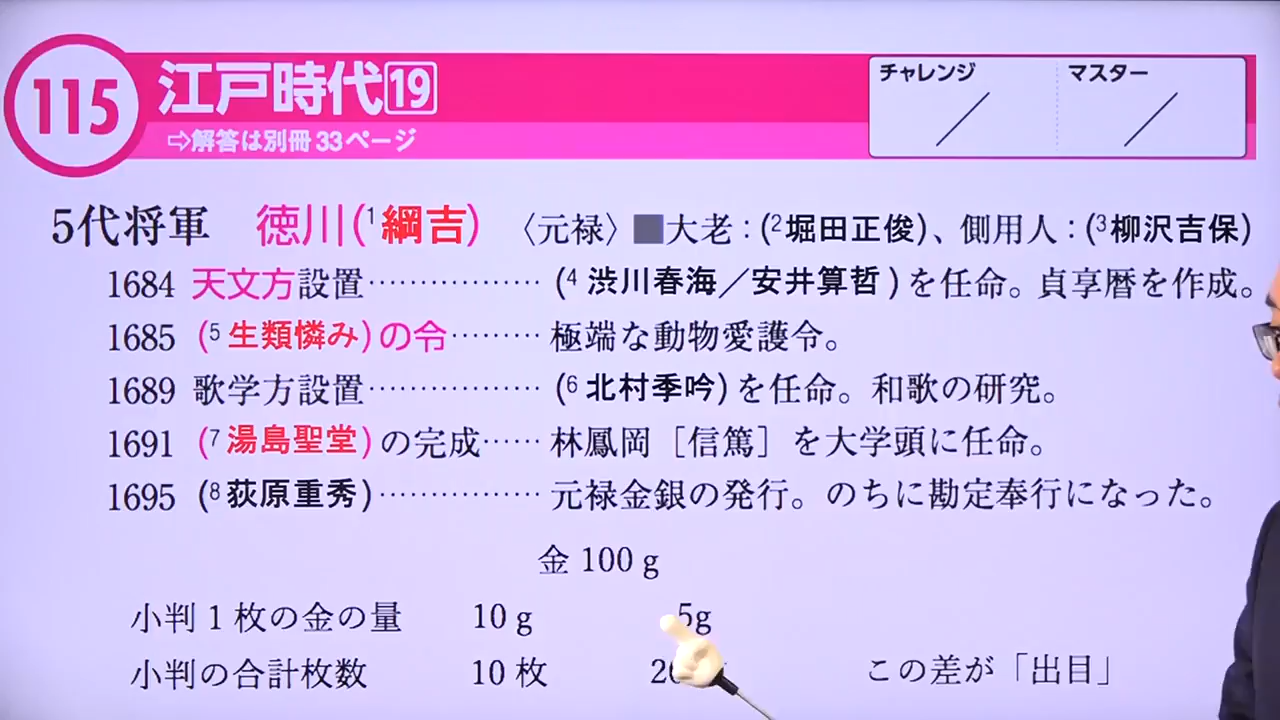 115 江戸時代19
チャレンジ マスター
⇨解答は別冊33ページ
5代将軍 徳川(1綱吉) 〈元禄〉■大老:(2堀田正俊)、側用人:(3柳沢吉保)
1684 天文方設置………………(4 渋川春海/安井算哲)を任命。貞享暦を作成。
1685 (5生類憐み)の令………極端な動物愛護令。
1689 歌学方設置………………(6 北村季吟)を任命。和歌の研究。
1691 (7湯島聖堂)の完成……林鳳岡[信篤]を大学頭に任命。
1695 (8荻原重秀)………………元禄金銀の発行。のちに勘定奉行になった。
金 100 g
小判1枚の金の量 10 g 5g
小判の合計枚数 10 枚 この差が「出目」